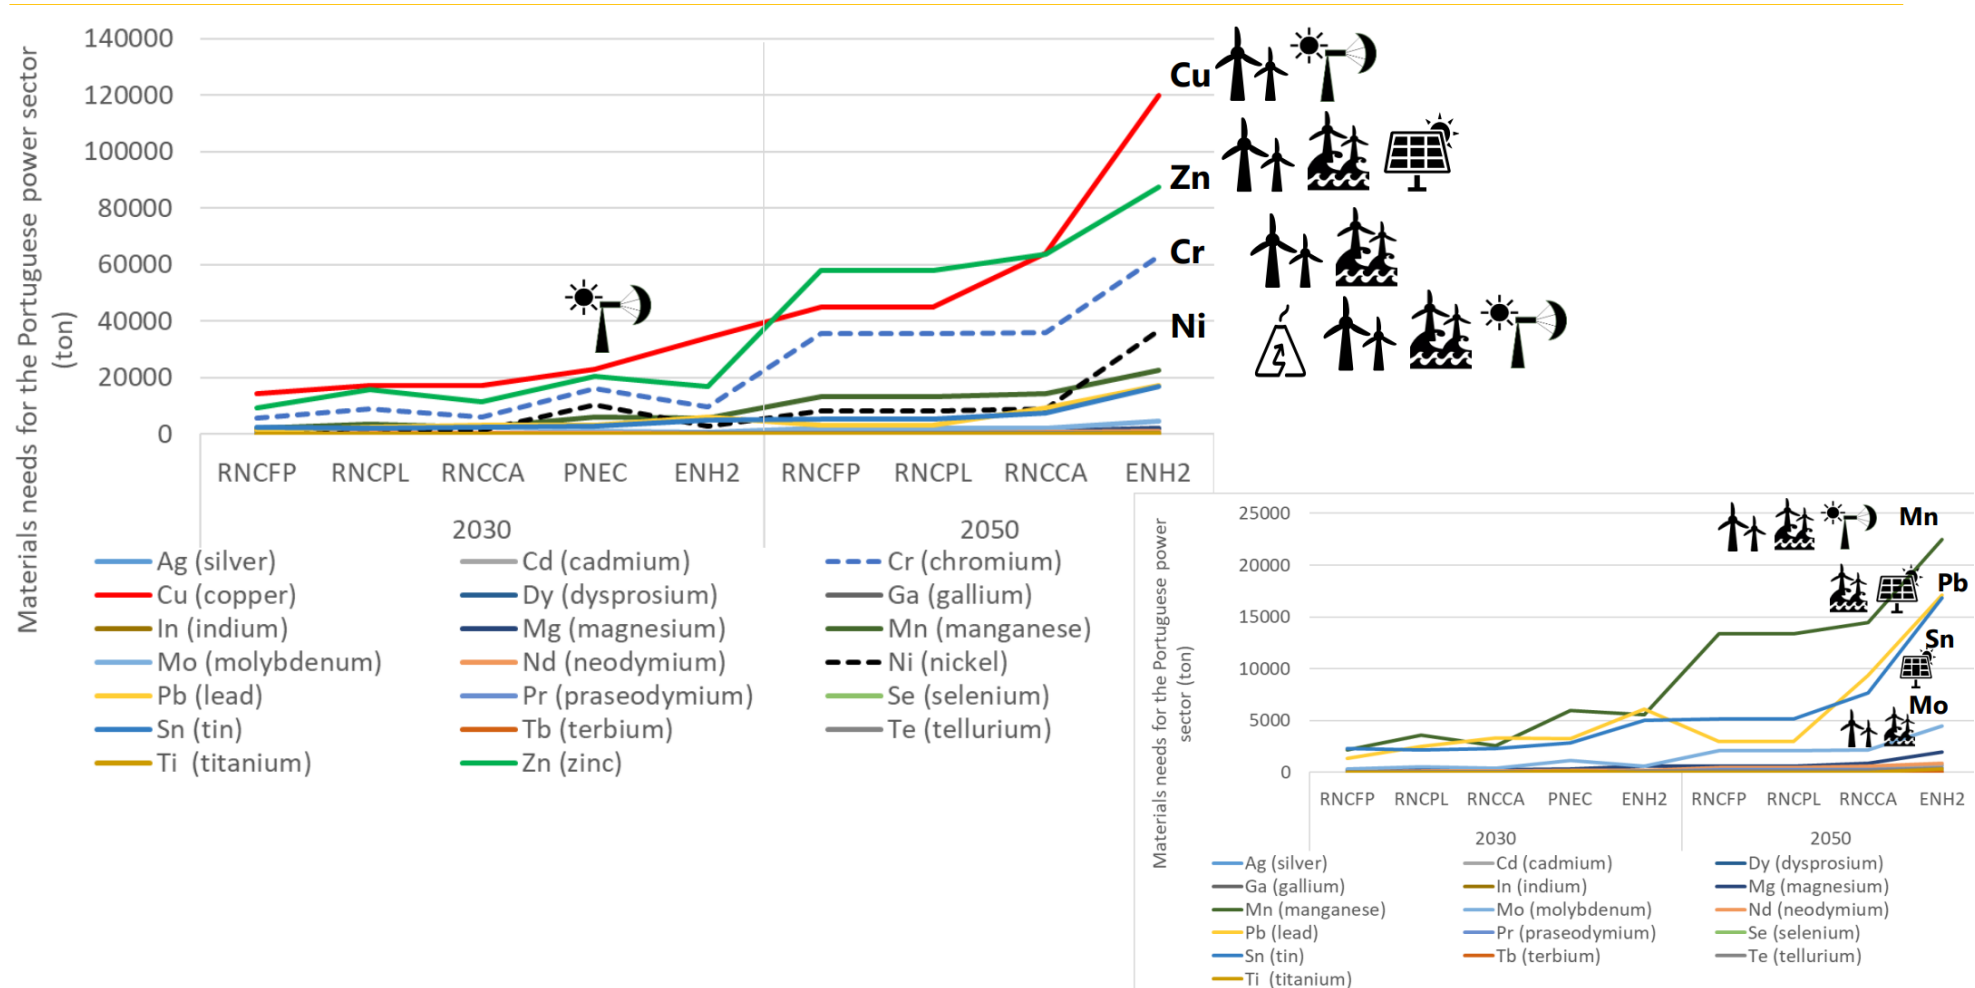 Materials needs for the Portuguese power sector
(ton)
140000
120000
100000
80000
60000
40000
20000
0
Cu
Zn
Cr
Ni
RNCFP RNCPL RNCCA PNEC ENH2 RNCFP RNCPL RNCCA ENH2
2030 2050
Ag (silver) Cd (cadmium) Cr (chromium)
Cu (copper) Dy (dysprosium) Ga (gallium)
In (indium) Mg (magnesium) Mn (manganese)
Mo (molybdenum) Nd (neodymium) Ni (nickel)
Pb (lead) Pr (praseodymium) Se (selenium)
Sn (tin) Tb (terbium) Te (tellurium)
Ti (titanium) Zn (zinc)
Materials needs for the Portuguese power
sector (ton)
25000
20000
15000
10000
5000
0
Mn
Pb
Sn
Mo
RNCFP RNCPL RNCCA PNEC ENH2 RNCFP RNCPL RNCCA ENH2
2030 2050
Ag (silver) Cd (cadmium) Dy (dysprosium)
Ga (gallium) In (indium) Mg (magnesium)
Mn (manganese) Mo (molybdenum) Nd (neodymium)
Pb (lead) Pr (praseodymium) Se (selenium)
Sn (tin) Tb (terbium) Te (tellurium)
Ti (titanium)